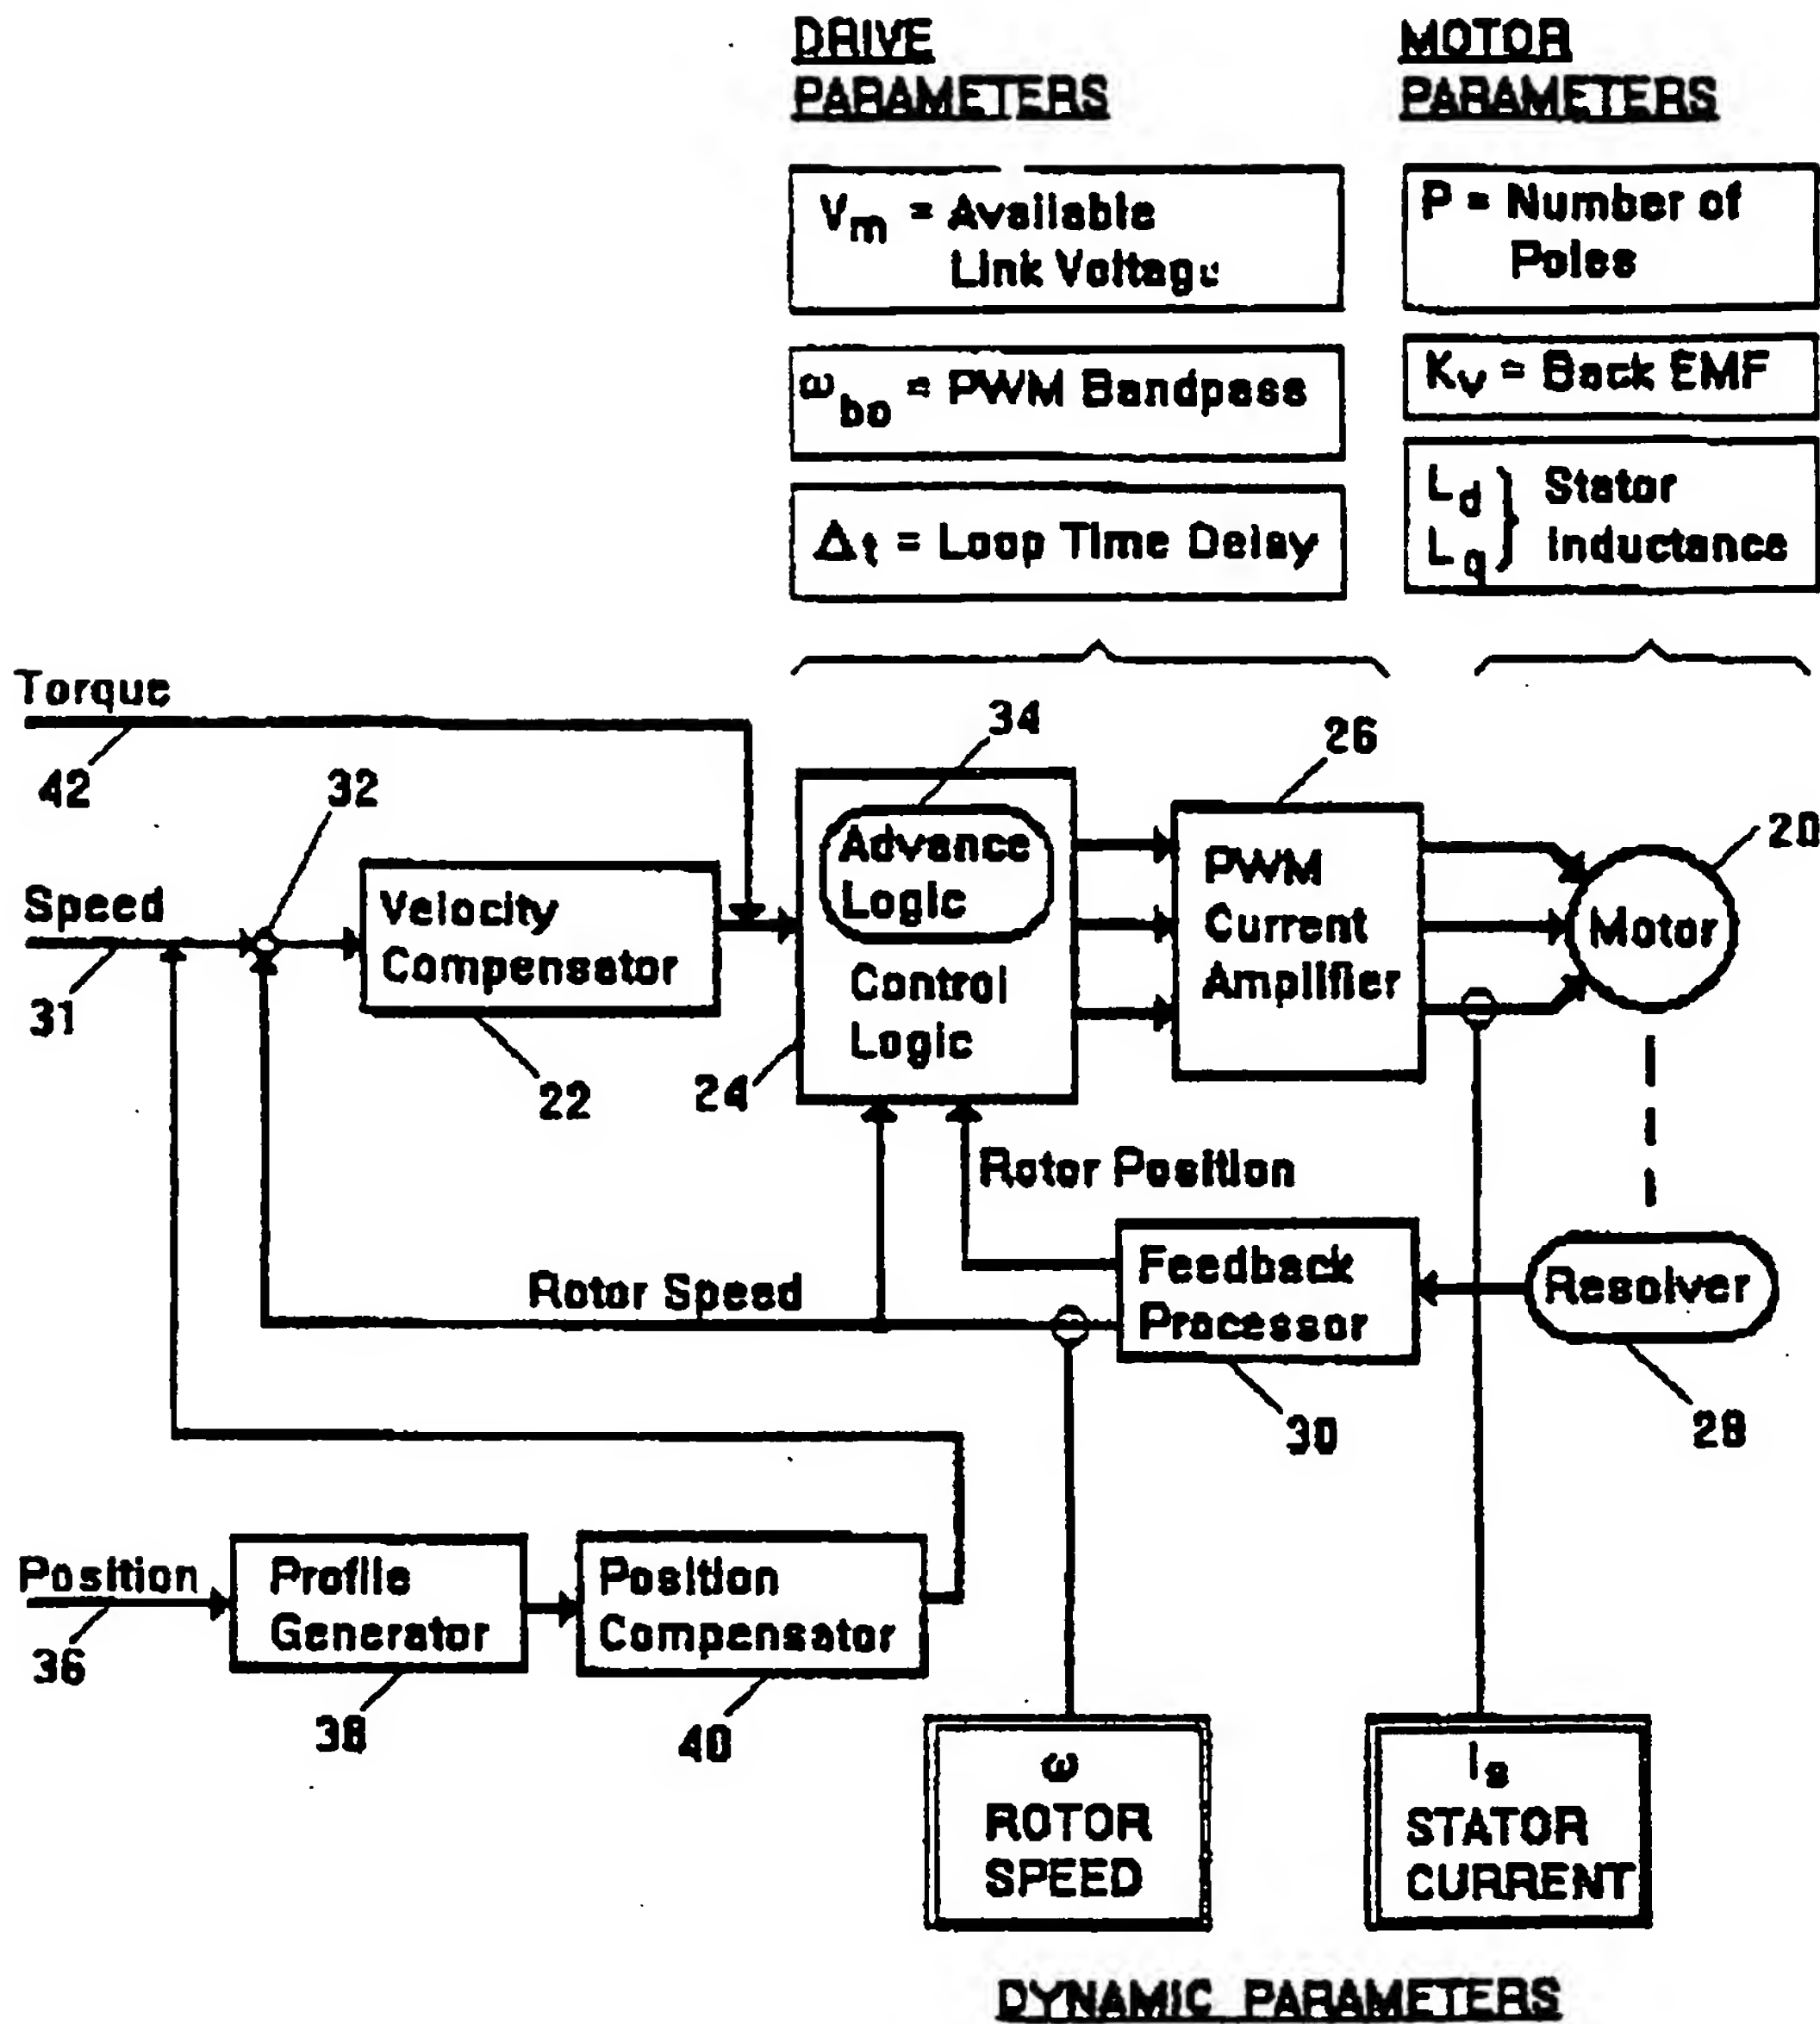 DRIVE
PARAMETERS
MOTOR
PARAMETERS
Vm = Available
Link Voltage
P = Number of
Poles
ωbo = PWM Bandpass
Kv = Back EMF
Δt = Loop Time Delay
Ld } Stator
Lq } Inductance
Torque
42
32
34
26
20
Speed
31
Velocity
Compensator
22
Advance
Logic
Control
Logic
24
PWM
Current
Amplifier
Motor
Rotor Position
Rotor Speed
Feedback
Processor
30
Resolver
28
Position
36
Profile
Generator
38
Position
Compensator
40
ω
ROTOR
SPEED
Is
STATOR
CURRENT
DYNAMIC PARAMETERS